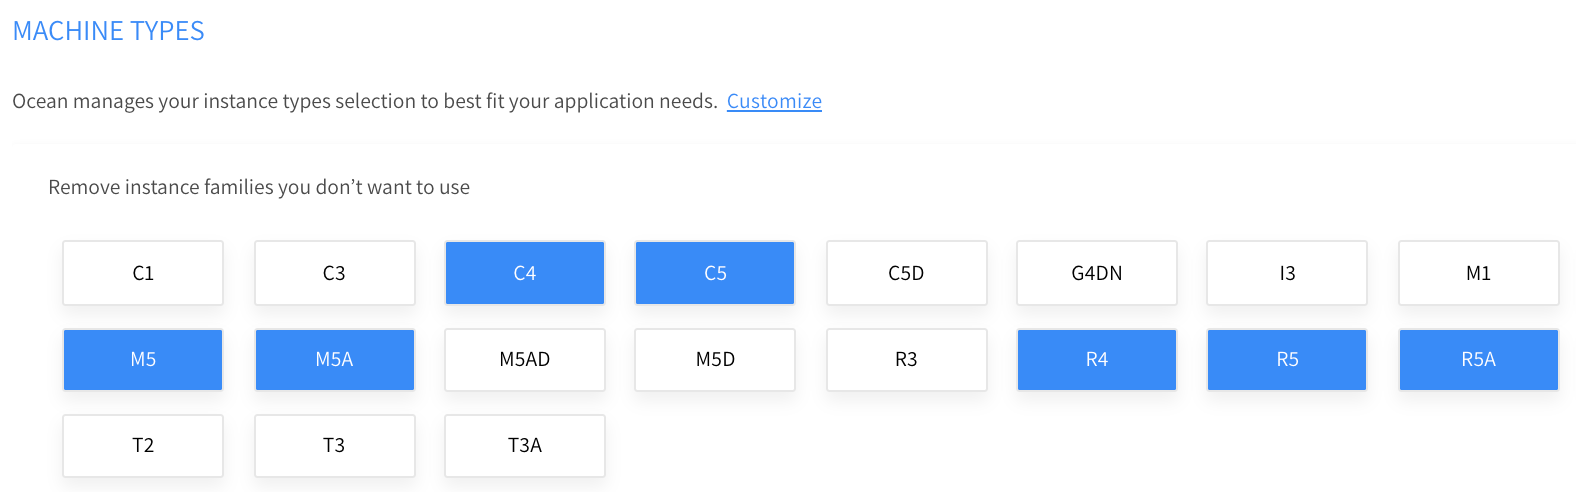 MACHINE TYPES
Ocean manages your instance types selection to best fit your application needs. Customize
Remove instance families you don’t want to use
C1 C3 C4 C5 C5D G4DN I3 M1
M5 M5A M5AD M5D R3 R4 R5 R5A
T2 T3 T3A